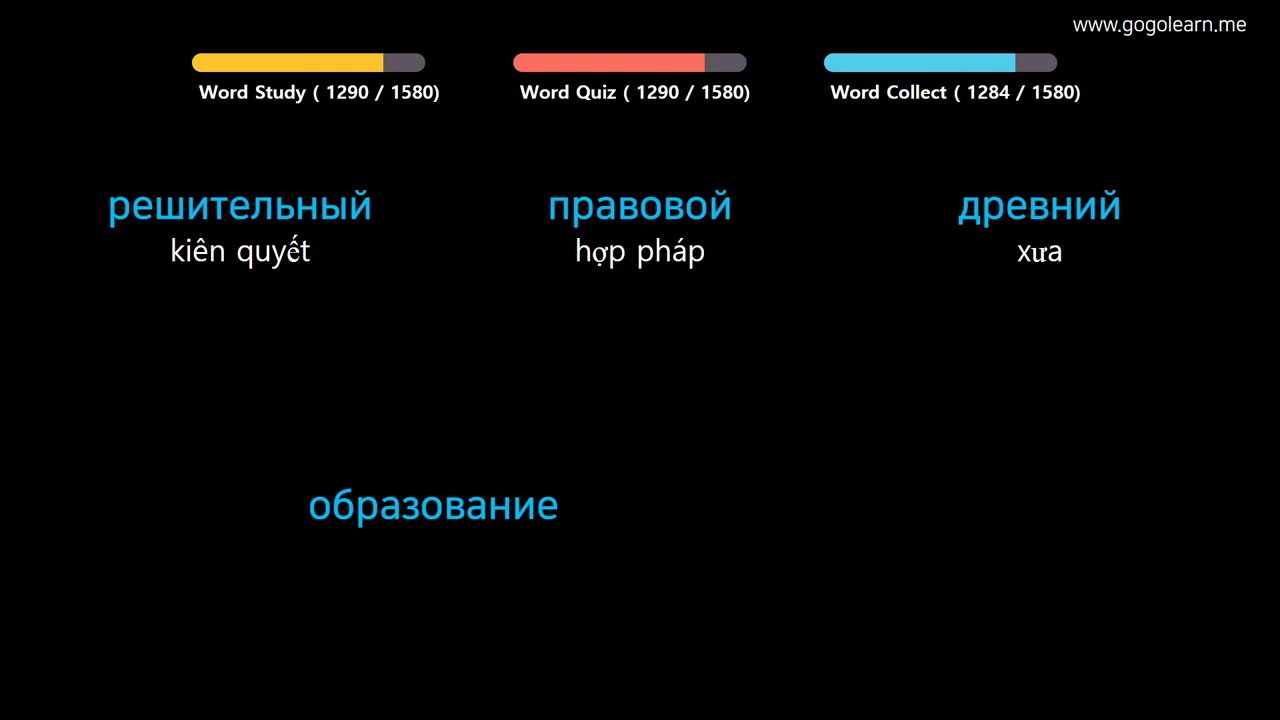 www.gogolearn.me
Word Study ( 1290 / 1580)
Word Quiz ( 1290 / 1580)
Word Collect ( 1284 / 1580)
решительный
kiên quyết
правовой
hợp pháp
древний
xưa
образование